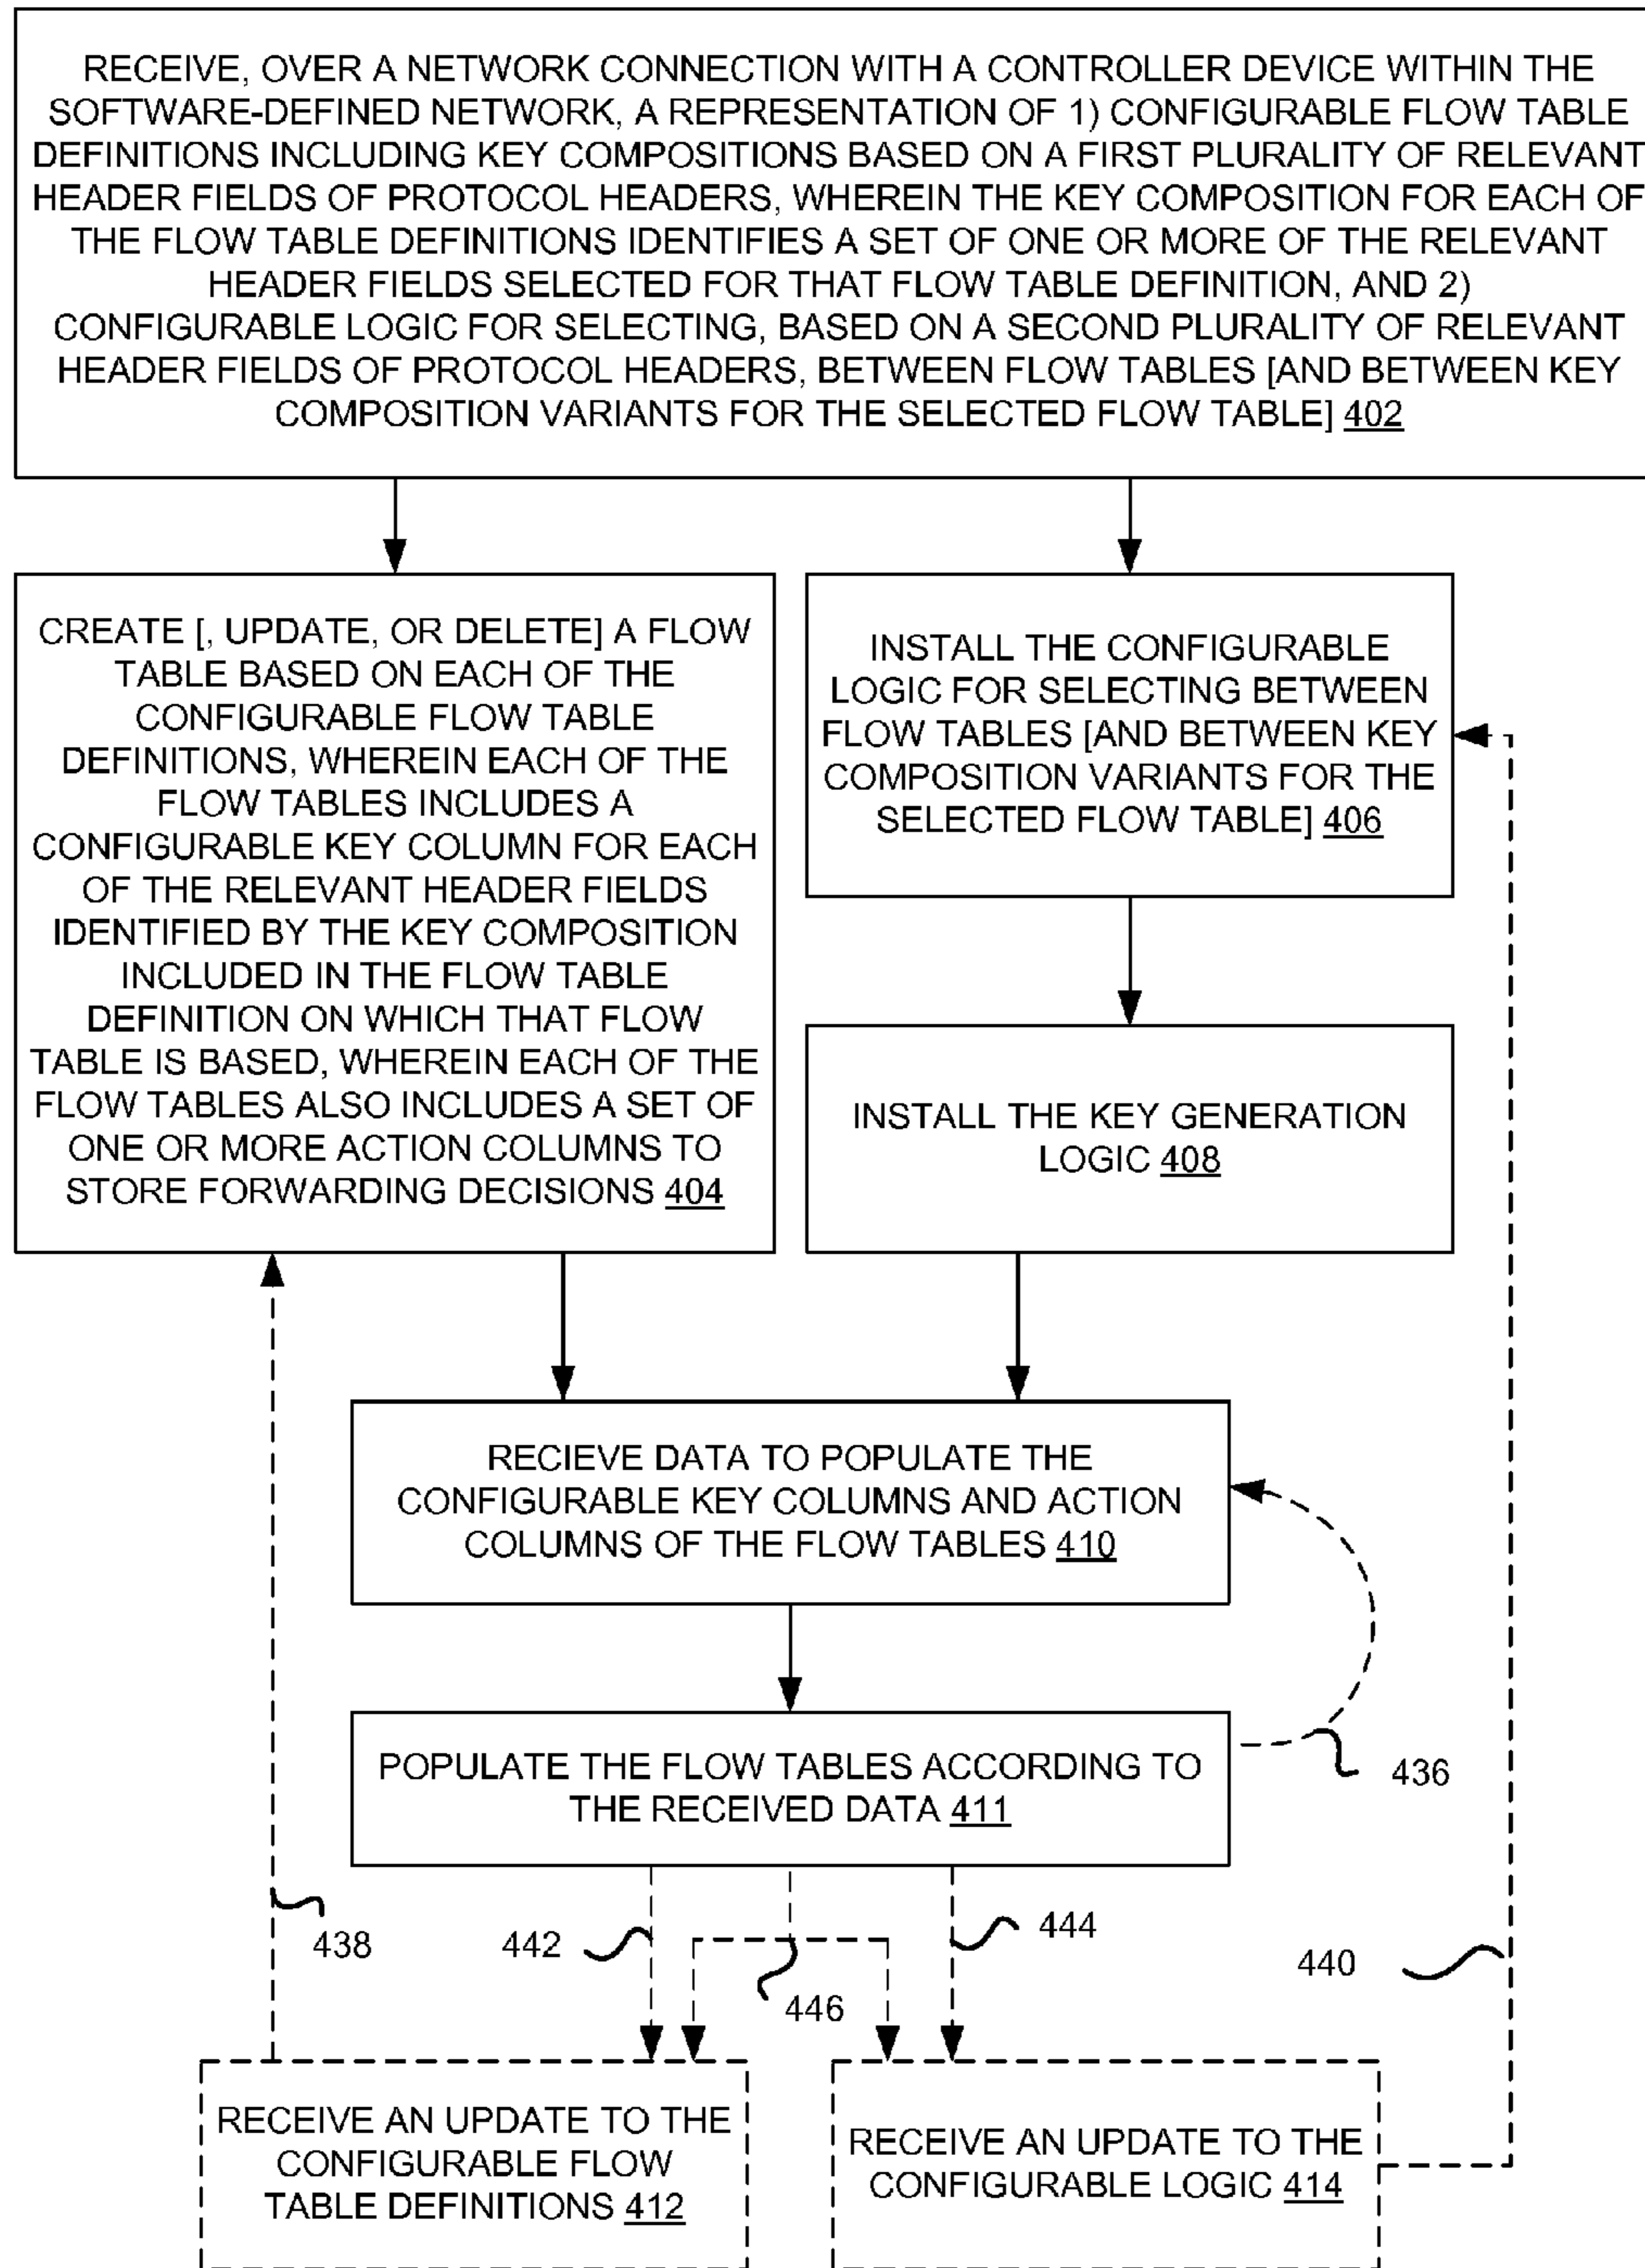 RECEIVE, OVER A NETWORK CONNECTION WITH A CONTROLLER DEVICE WITHIN THE
SOFTWARE-DEFINED NETWORK, A REPRESENTATION OF 1) CONFIGURABLE FLOW TABLE
DEFINITIONS INCLUDING KEY COMPOSITIONS BASED ON A FIRST PLURALITY OF RELEVANT
HEADER FIELDS OF PROTOCOL HEADERS, WHEREIN THE KEY COMPOSITION FOR EACH OF
THE FLOW TABLE DEFINITIONS IDENTIFIES A SET OF ONE OR MORE OF THE RELEVANT
HEADER FIELDS SELECTED FOR THAT FLOW TABLE DEFINITION, AND 2)
CONFIGURABLE LOGIC FOR SELECTING, BASED ON A SECOND PLURALITY OF RELEVANT
HEADER FIELDS OF PROTOCOL HEADERS, BETWEEN FLOW TABLES [AND BETWEEN KEY
COMPOSITION VARIANTS FOR THE SELECTED FLOW TABLE] 402
CREATE [, UPDATE, OR DELETE] A FLOW
TABLE BASED ON EACH OF THE
CONFIGURABLE FLOW TABLE
DEFINITIONS, WHEREIN EACH OF THE
FLOW TABLES INCLUDES A
CONFIGURABLE KEY COLUMN FOR EACH
OF THE RELEVANT HEADER FIELDS
IDENTIFIED BY THE KEY COMPOSITION
INCLUDED IN THE FLOW TABLE
DEFINITION ON WHICH THAT FLOW
TABLE IS BASED, WHEREIN EACH OF THE
FLOW TABLES ALSO INCLUDES A SET OF
ONE OR MORE ACTION COLUMNS TO
STORE FORWARDING DECISIONS 404
INSTALL THE CONFIGURABLE
LOGIC FOR SELECTING BETWEEN
FLOW TABLES [AND BETWEEN KEY
COMPOSITION VARIANTS FOR THE
SELECTED FLOW TABLE] 406
INSTALL THE KEY GENERATION
LOGIC 408
RECIEVE DATA TO POPULATE THE
CONFIGURABLE KEY COLUMNS AND ACTION
COLUMNS OF THE FLOW TABLES 410
POPULATE THE FLOW TABLES ACCORDING TO
THE RECEIVED DATA 411
436
438
442
446
444
440
RECEIVE AN UPDATE TO THE
CONFIGURABLE FLOW
TABLE DEFINITIONS 412
RECEIVE AN UPDATE TO THE
CONFIGURABLE LOGIC 414